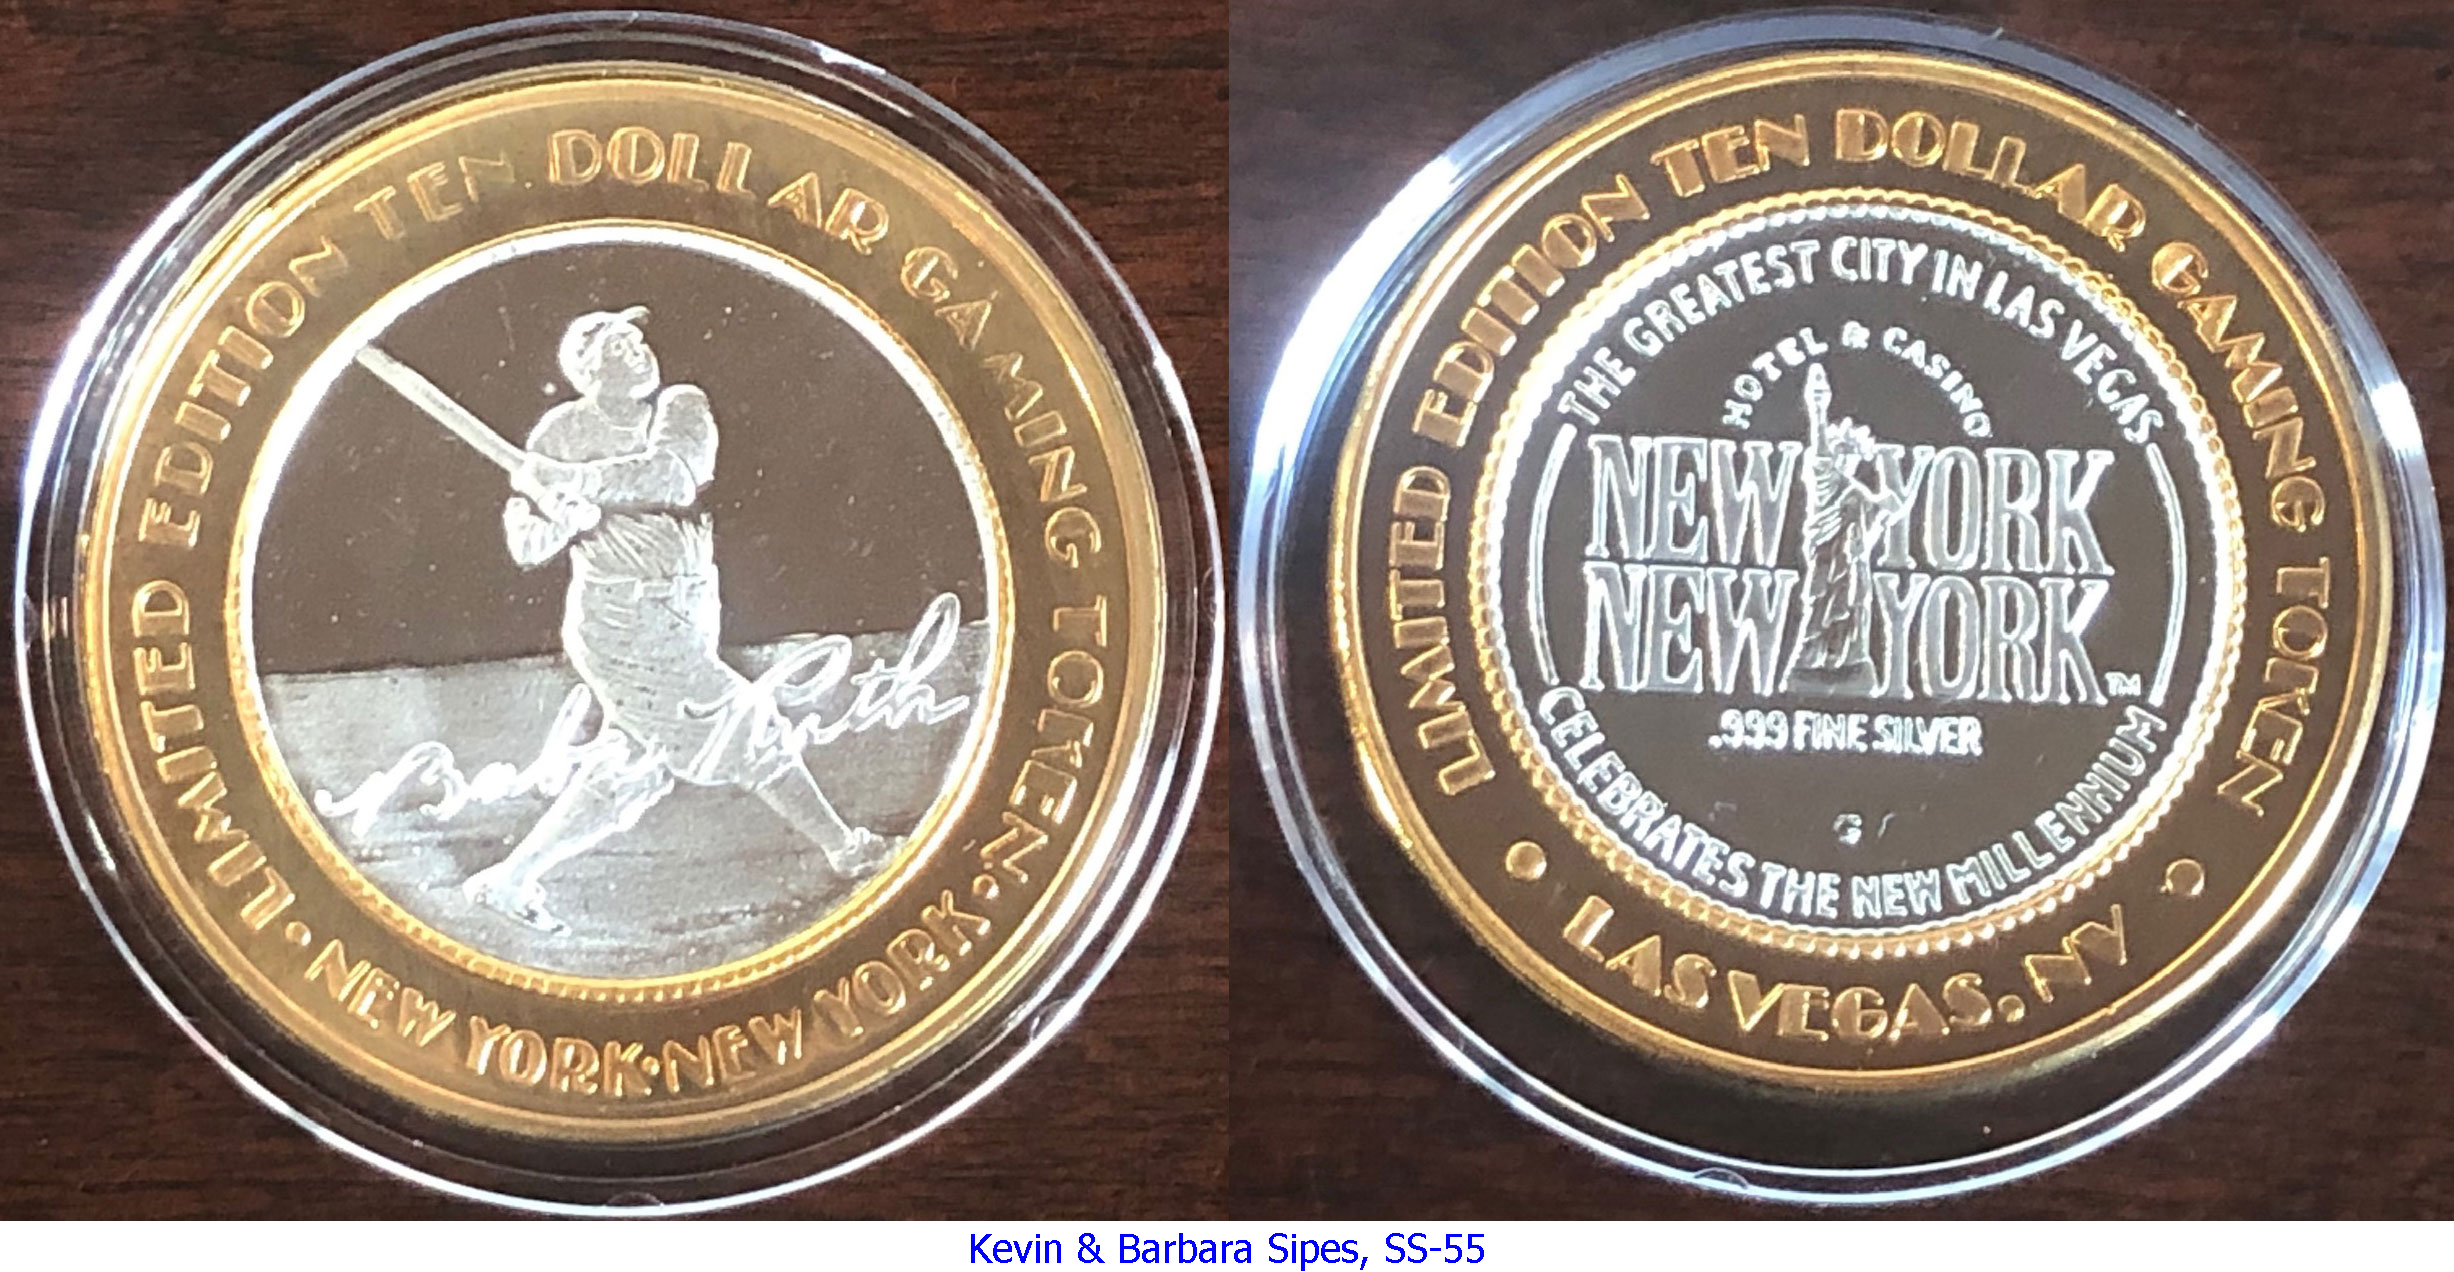 LIMITED EDITION TEN DOLLAR GAMING TOKEN
• NEW YORK • NEW YORK •
Babe Ruth
LIMITED EDITION TEN DOLLAR GAMING TOKEN
THE GREATEST CITY IN LAS VEGAS
HOTEL & CASINO
NEW YORK
NEW YORK™
.999 FINE SILVER
G
CELEBRATES THE NEW MILLENNIUM
• LAS VEGAS, NV •
Kevin & Barbara Sipes, SS-55